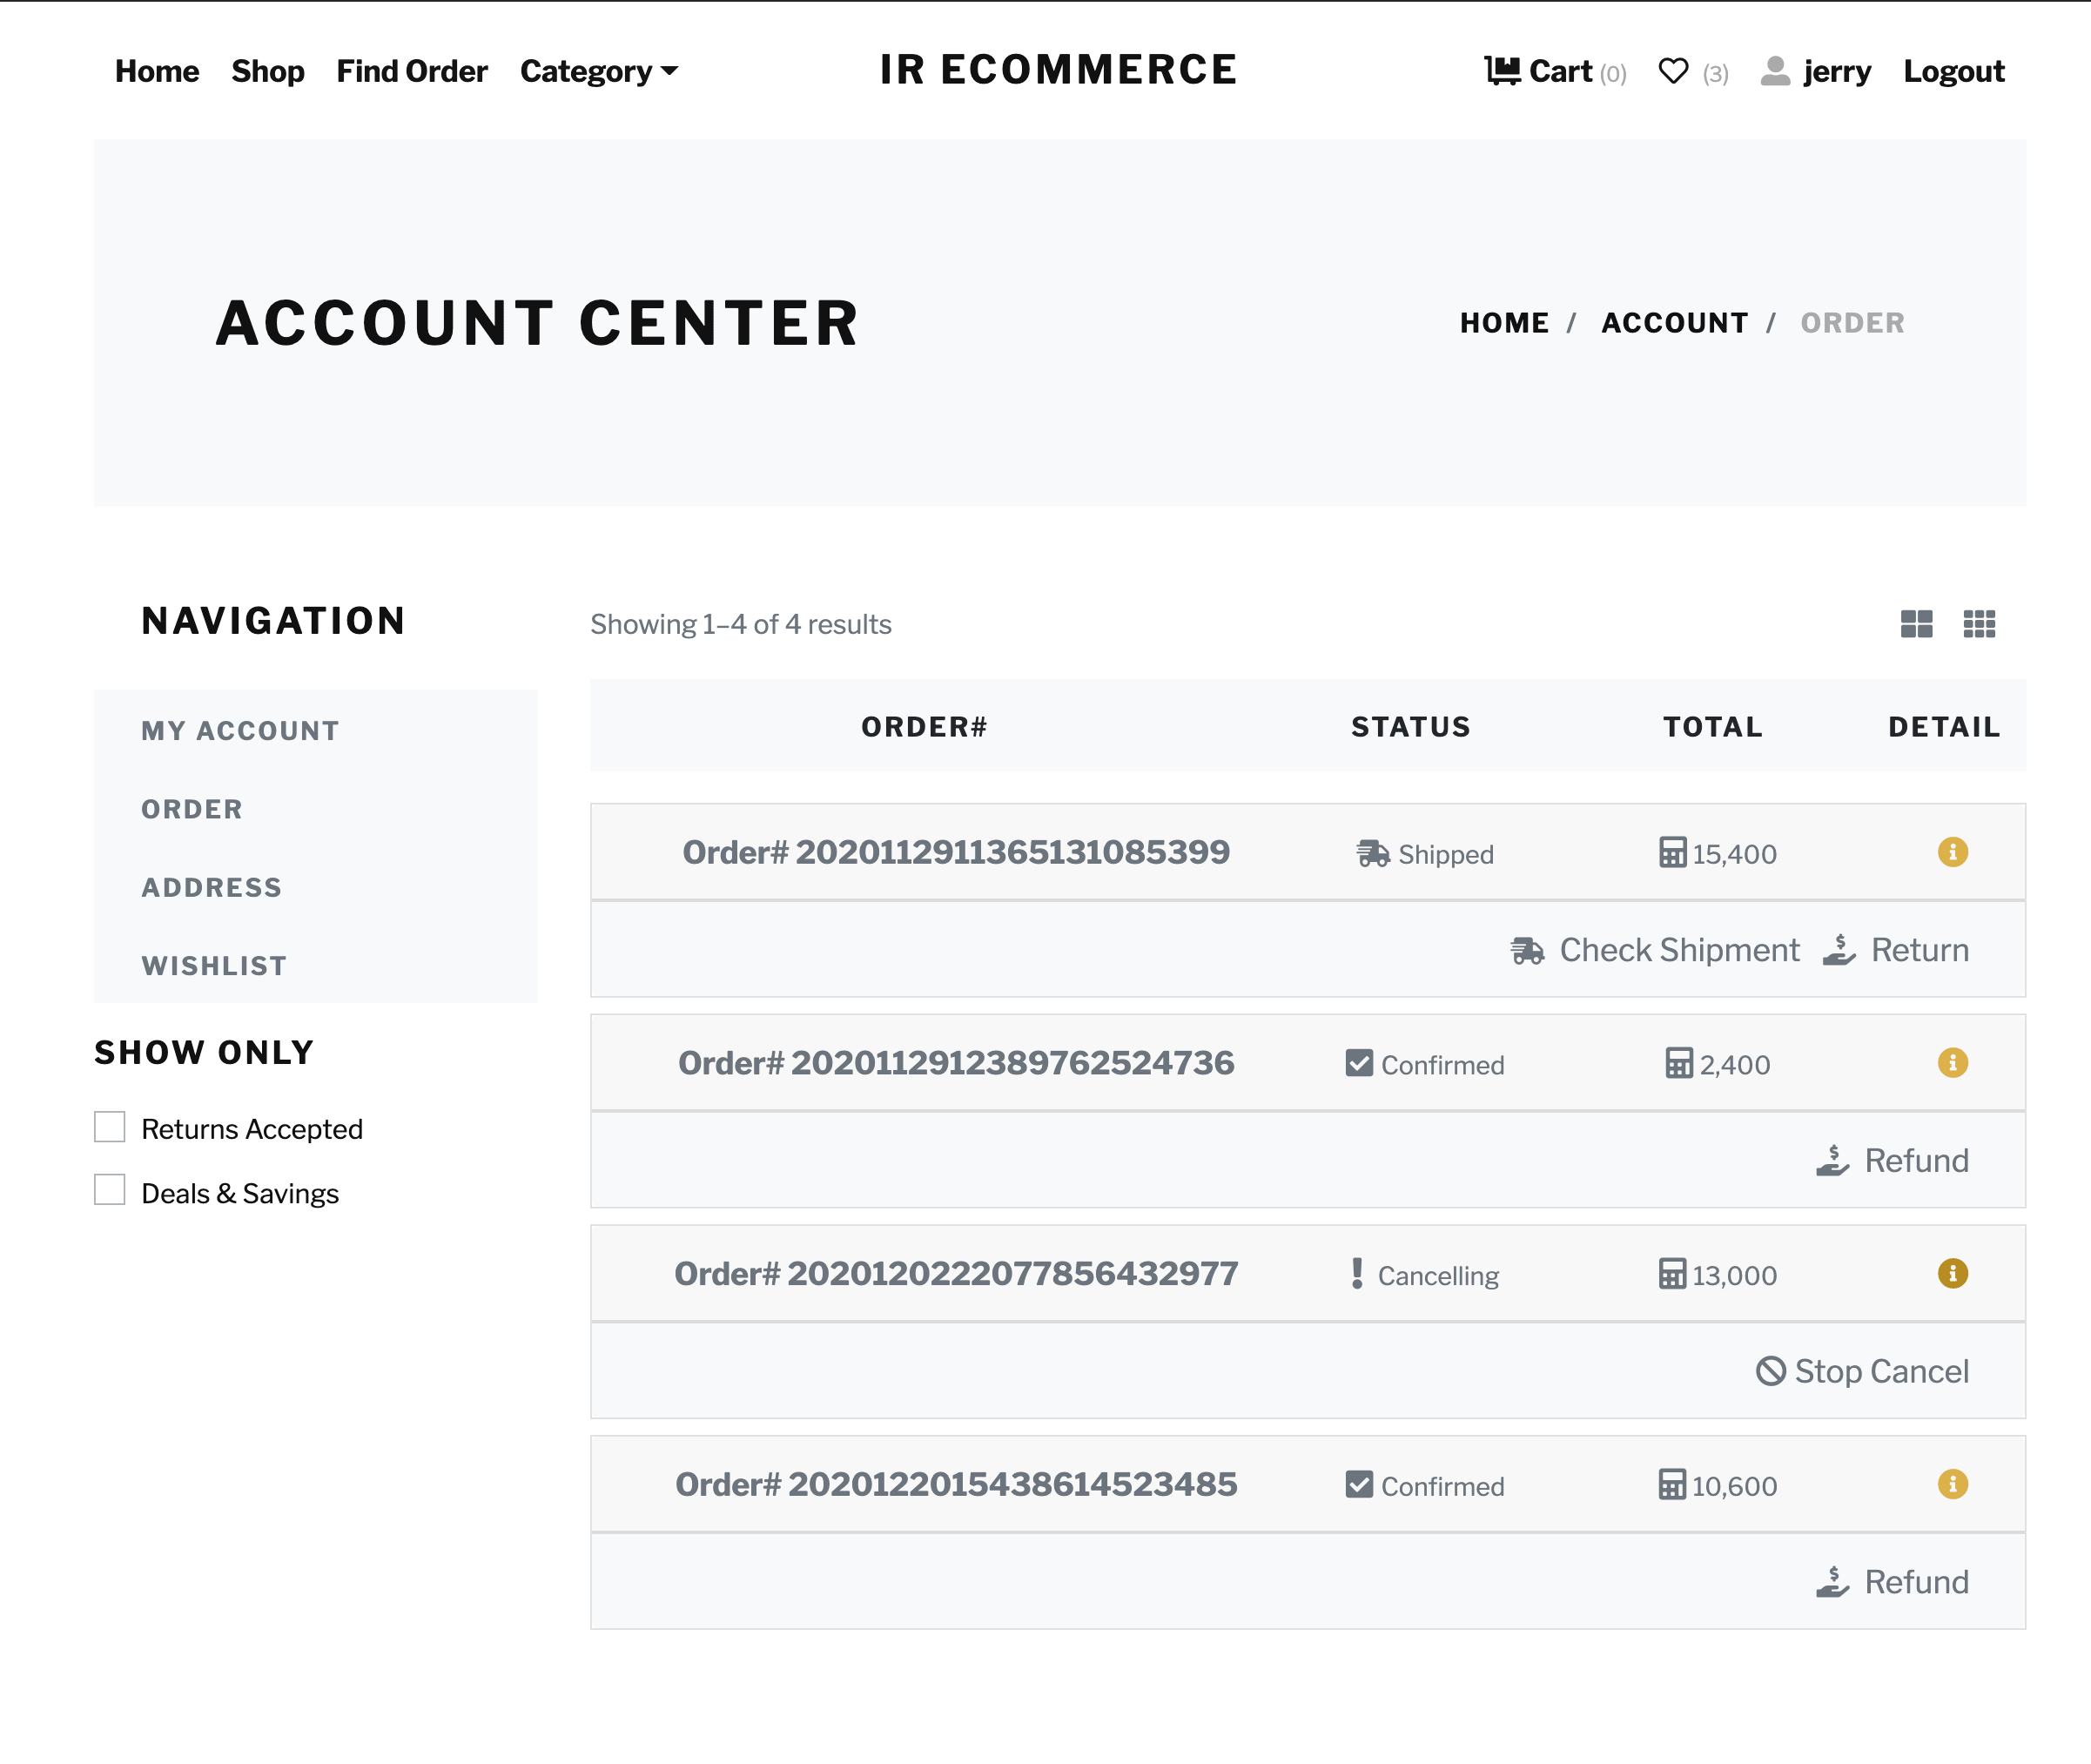 Home Shop Find Order Category IR ECOMMERCE Cart (0) (3) jerry Logout
ACCOUNT CENTER
HOME / ACCOUNT / ORDER
NAVIGATION
MY ACCOUNT
ORDER
ADDRESS
WISHLIST
SHOW ONLY
Returns Accepted
Deals & Savings
Showing 1–4 of 4 results
ORDER# STATUS TOTAL DETAIL
Order# 2020112911365131085399 Shipped 15,400
Check Shipment Return
Order# 2020112912389762524736 Confirmed 2,400
Refund
Order# 2020120222077856432977 Cancelling 13,000
Stop Cancel
Order# 2020122015438614523485 Confirmed 10,600
Refund